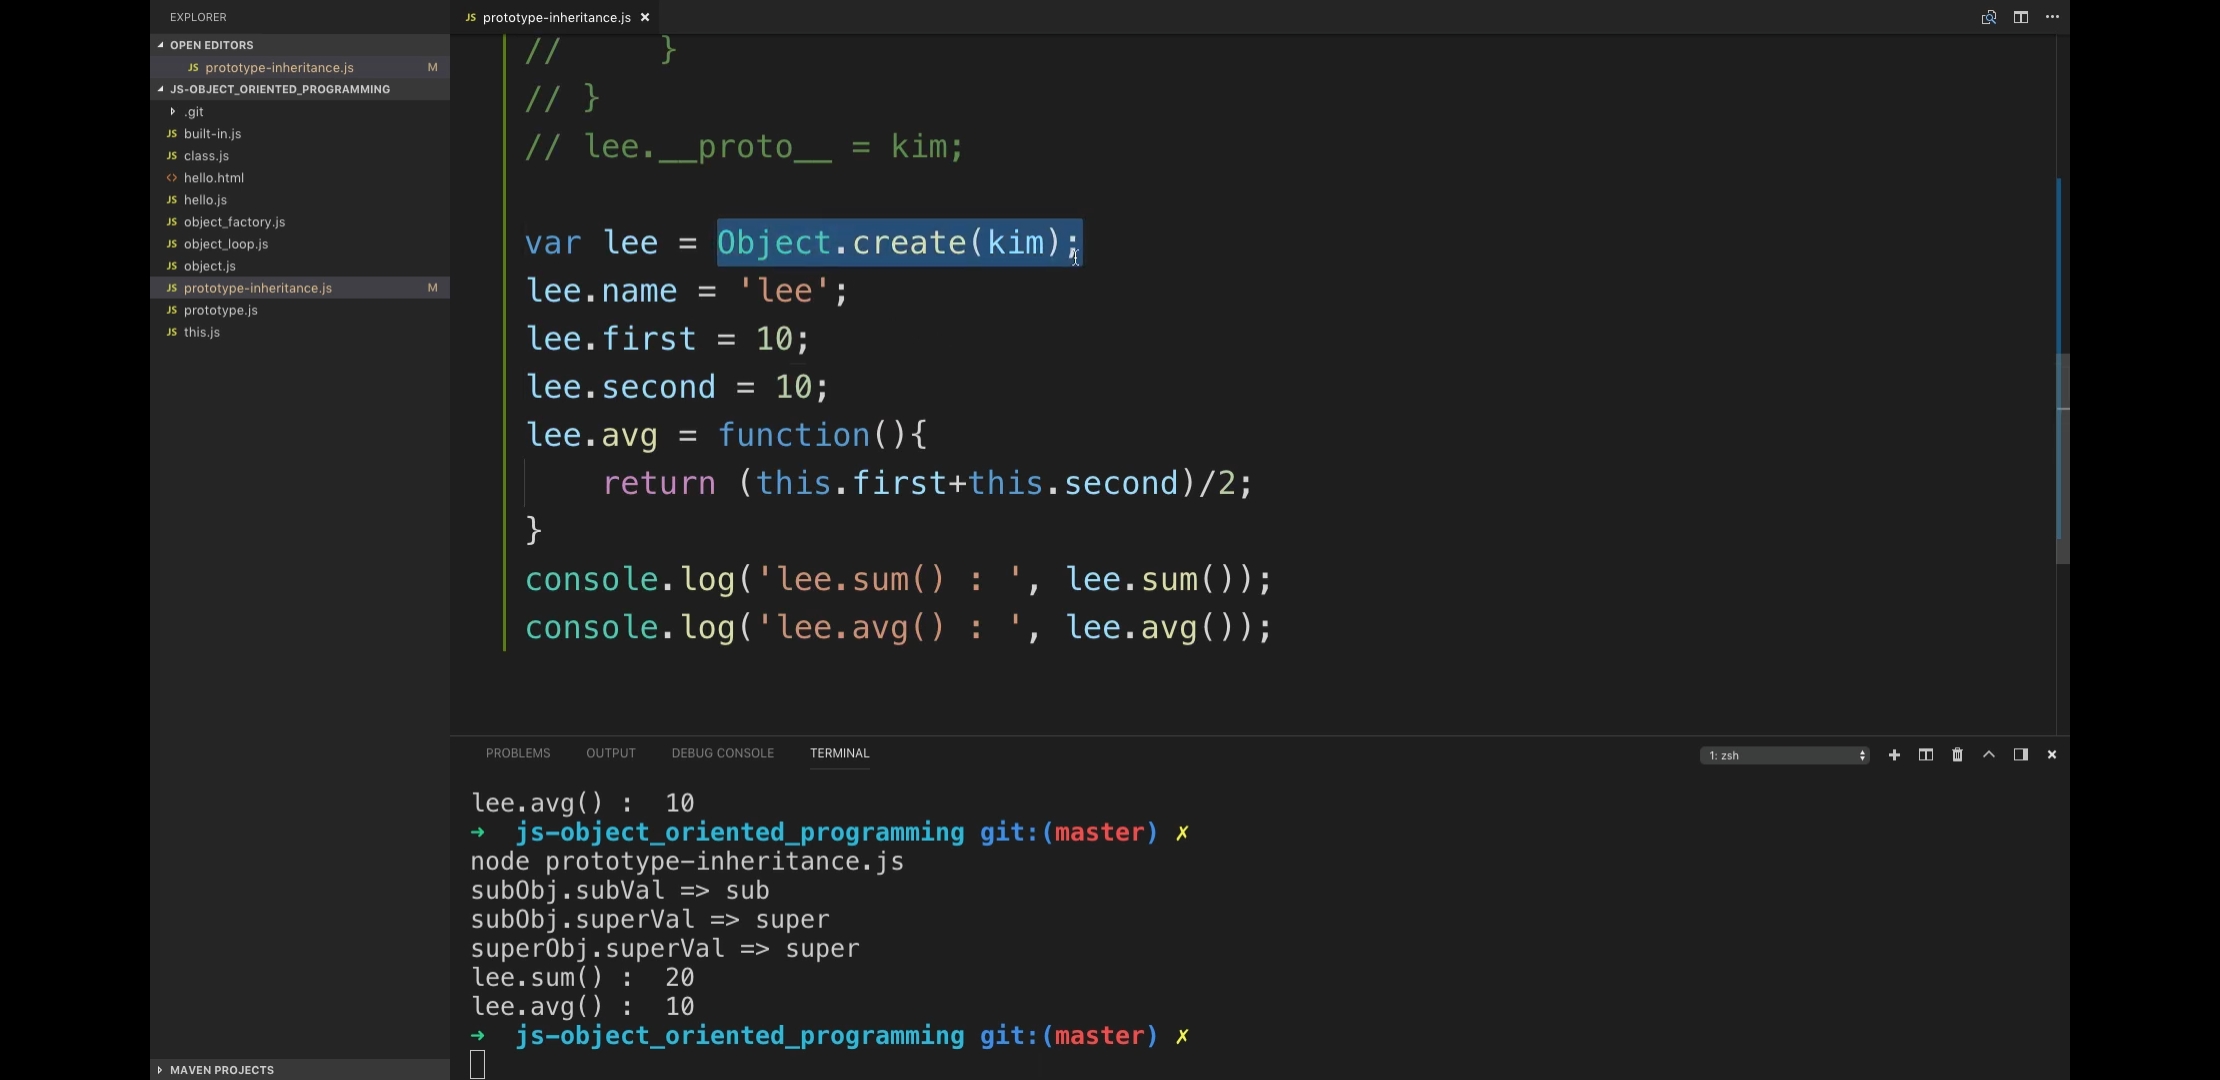 EXPLORER
OPEN EDITORS
JS prototype-inheritance.js M
JS-OBJECT_ORIENTED_PROGRAMMING
.git
JS built-in.js
JS class.js
<> hello.html
JS hello.js
JS object_factory.js
JS object_loop.js
JS object.js
JS prototype-inheritance.js M
JS prototype.js
JS this.js
MAVEN PROJECTS
JS prototype-inheritance.js ×
//     }
// }
// lee.__proto__ = kim;
var lee = Object.create(kim);
lee.name = 'lee';
lee.first = 10;
lee.second = 10;
lee.avg = function(){
    return (this.first+this.second)/2;
}
console.log('lee.sum() : ', lee.sum());
console.log('lee.avg() : ', lee.avg());
PROBLEMS OUTPUT DEBUG CONSOLE TERMINAL 1: zsh
lee.avg() :  10
➜  js-object_oriented_programming git:(master) ✗
node prototype-inheritance.js
subObj.subVal => sub
subObj.superVal => super
superObj.superVal => super
lee.sum() :  20
lee.avg() :  10
➜  js-object_oriented_programming git:(master) ✗